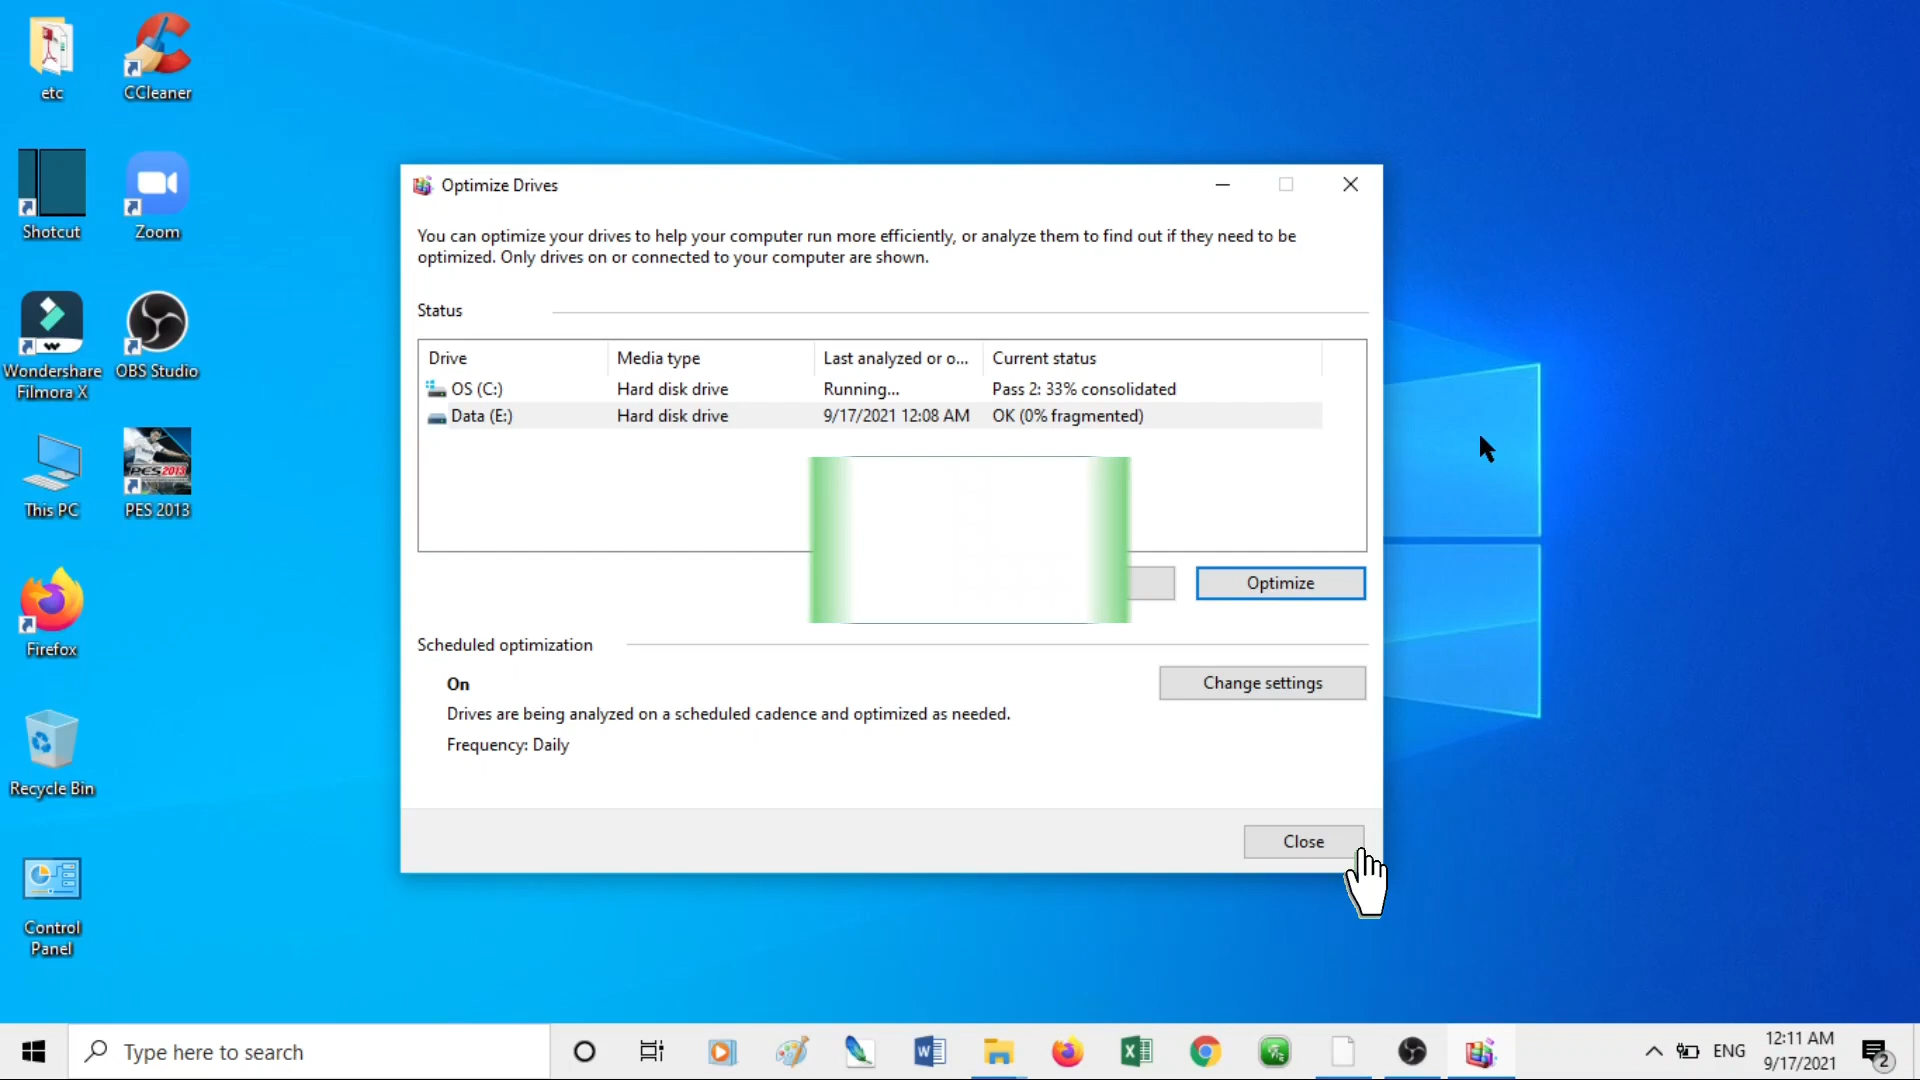 etc
CCleaner
Shotcut
Zoom
Wondershare
Filmora X
OBS Studio
This PC
PES 2013
PES 2013
Firefox
Recycle Bin
Control
Panel
Optimize Drives
You can optimize your drives to help your computer run more efficiently, or analyze them to find out if they need to be
optimized. Only drives on or connected to your computer are shown.
Status
Drive Media type Last analyzed or o... Current status
OS (C:) Hard disk drive Running... Pass 2: 33% consolidated
Data (E:) Hard disk drive 9/17/2021 12:08 AM OK (0% fragmented)
Optimize
Scheduled optimization
On
Change settings
Drives are being analyzed on a scheduled cadence and optimized as needed.
Frequency: Daily
Close
Type here to search
ENG
12:11 AM
9/17/2021
2